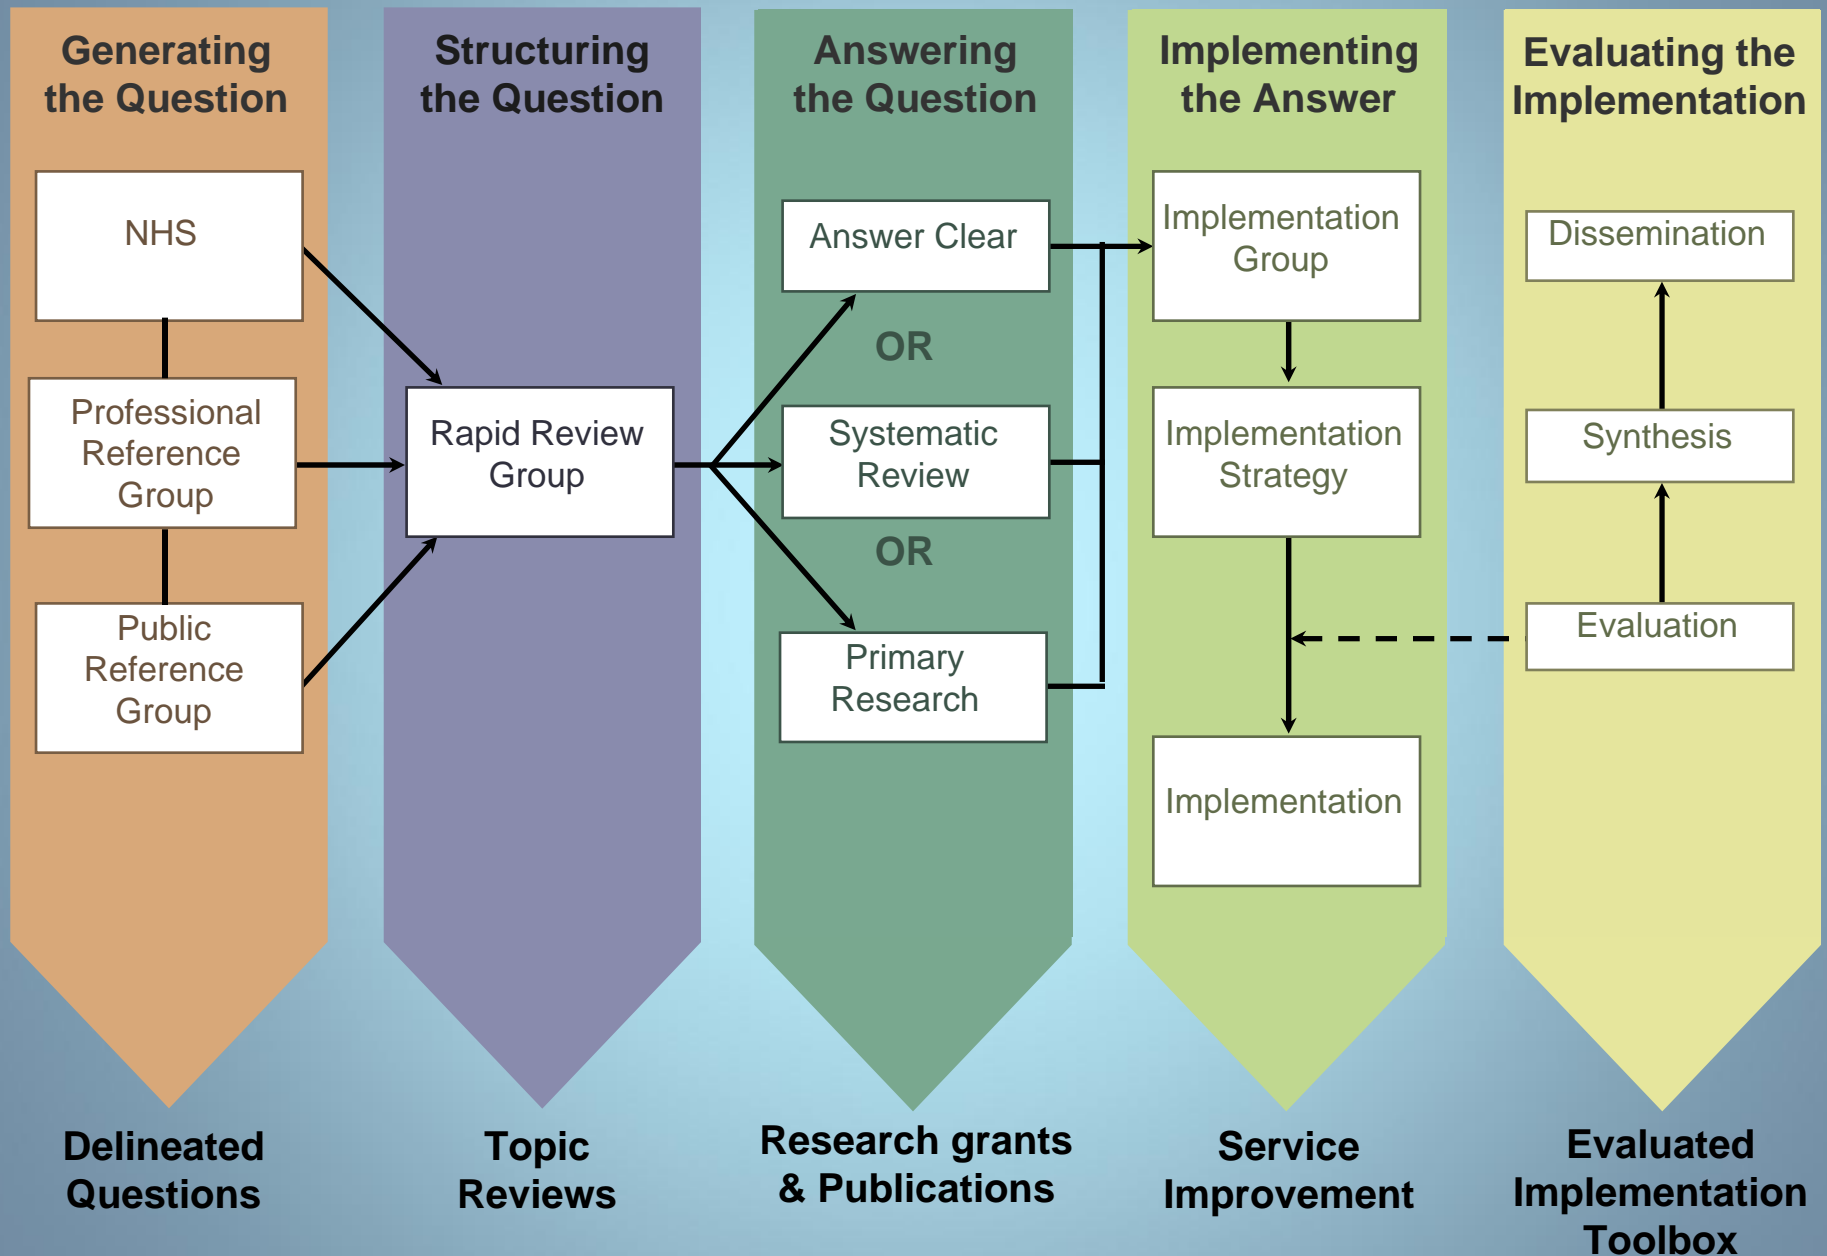 Generating
the Question
Structuring
the Question
Answering
the Question
Implementing
the Answer
Evaluating the
Implementation
NHS
Professional
Reference
Group
Public
Reference
Group
Rapid Review
Group
Answer Clear
OR
Systematic
Review
OR
Primary
Research
Implementation
Group
Implementation
Strategy
Implementation
Dissemination
Synthesis
Evaluation
Delineated
Questions
Topic
Reviews
Research grants
& Publications
Service
Improvement
Evaluated
Implementation
Toolbox